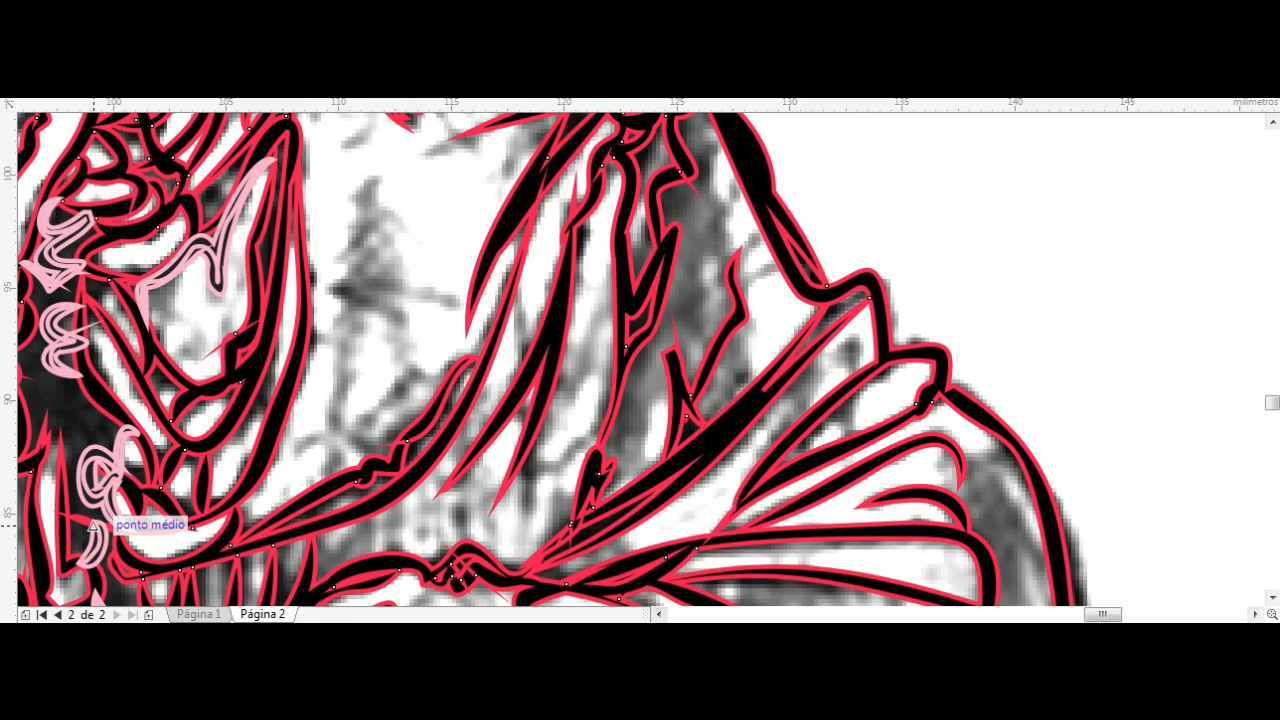 100 105 110 115 120 125 130 135 140 145 milímetros
100
95
90
85
ponto médio
2 de 2 Página 1 Página 2